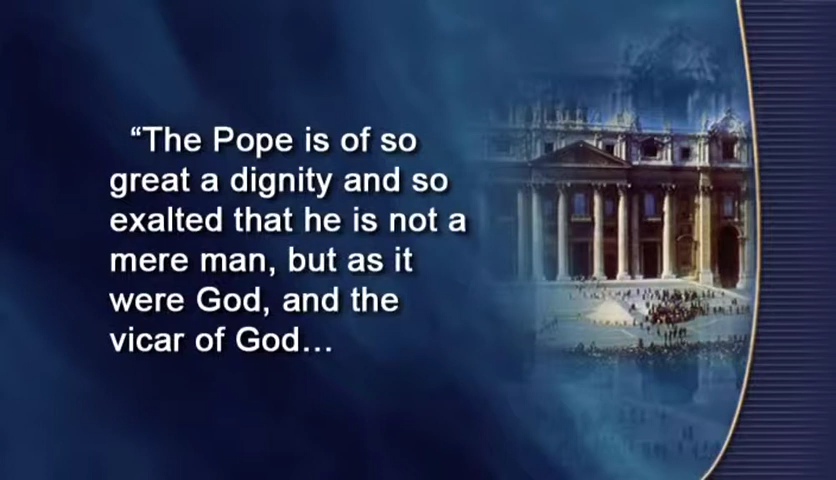 “The Pope is of so
great a dignity and so
exalted that he is not a
mere man, but as it
were God, and the
vicar of God...